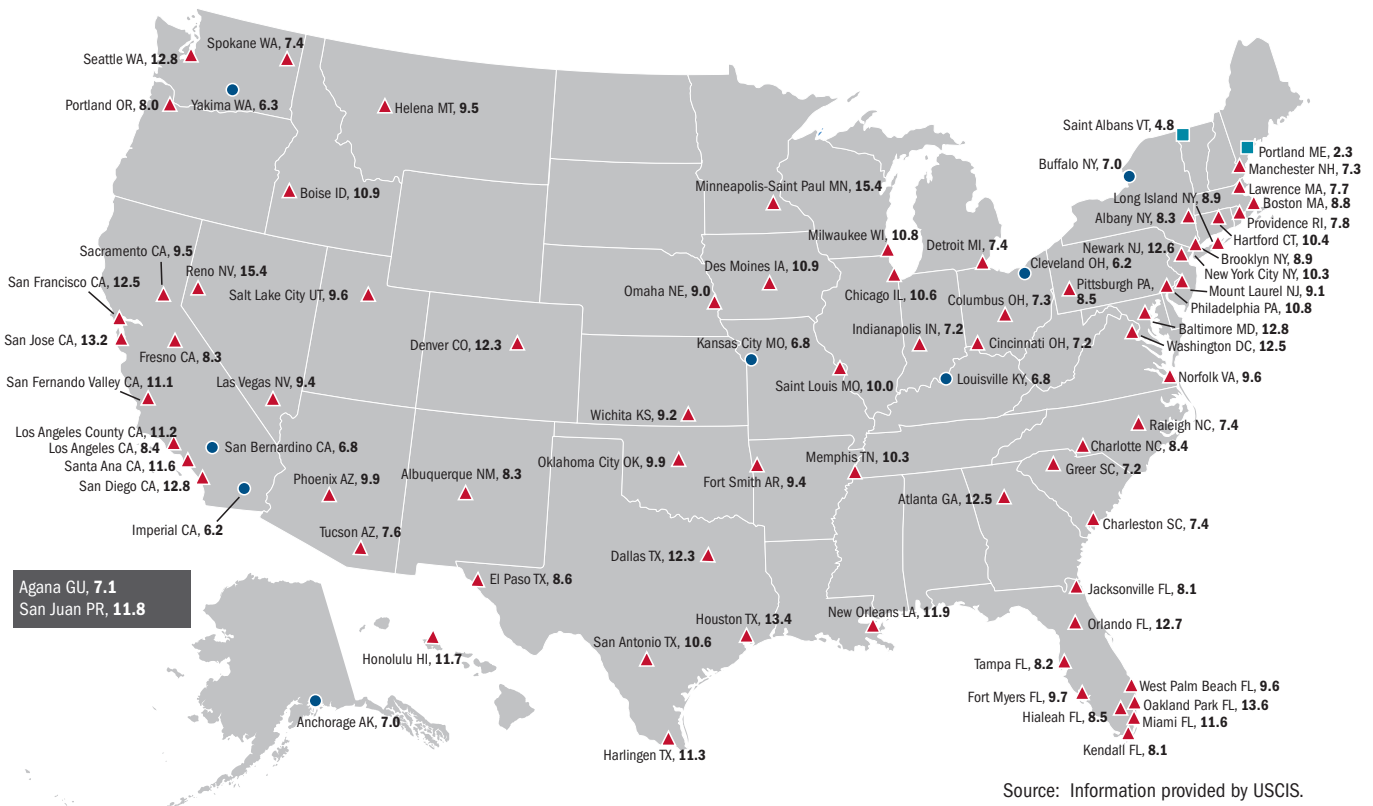 Spokane WA, 7.4
Seattle WA, 12.8
Portland OR, 8.0
Yakima WA, 6.3
Helena MT, 9.5
Boise ID, 10.9
Saint Albans VT, 4.8
Portland ME, 2.3
Buffalo NY, 7.0
Manchester NH, 7.3
Minneapolis-Saint Paul MN, 15.4
Lawrence MA, 7.7
Long Island NY, 8.9
Boston MA, 8.8
Albany NY, 8.3
Providence RI, 7.8
Milwaukee WI, 10.8
Hartford CT, 10.4
Detroit MI, 7.4
Newark NJ, 12.6
Sacramento CA, 9.5
Brooklyn NY, 8.9
Cleveland OH, 6.2
Reno NV, 15.4
Des Moines IA, 10.9
New York City NY, 10.3
San Francisco CA, 12.5
Pittsburgh PA,
8.5
Omaha NE, 9.0
Mount Laurel NJ, 9.1
Salt Lake City UT, 9.6
Chicago IL, 10.6
Columbus OH, 7.3
Philadelphia PA, 10.8
Indianapolis IN, 7.2
Baltimore MD, 12.8
San Jose CA, 13.2
Denver CO, 12.3
Kansas City MO, 6.8
Cincinnati OH, 7.2
Washington DC, 12.5
Fresno CA, 8.3
Norfolk VA, 9.6
San Fernando Valley CA, 11.1
Las Vegas NV, 9.4
Saint Louis MO, 10.0
Louisville KY, 6.8
Wichita KS, 9.2
Raleigh NC, 7.4
Los Angeles County CA, 11.2
Los Angeles CA, 8.4
San Bernardino CA, 6.8
Charlotte NC, 8.4
Santa Ana CA, 11.6
Oklahoma City OK, 9.9
Memphis TN, 10.3
Greer SC, 7.2
San Diego CA, 12.8
Phoenix AZ, 9.9
Albuquerque NM, 8.3
Fort Smith AR, 9.4
Atlanta GA, 12.5
Imperial CA, 6.2
Tucson AZ, 7.6
Charleston SC, 7.4
Dallas TX, 12.3
El Paso TX, 8.6
Agana GU, 7.1
San Juan PR, 11.8
Jacksonville FL, 8.1
New Orleans LA, 11.9
Houston TX, 13.4
Orlando FL, 12.7
San Antonio TX, 10.6
Honolulu HI, 11.7
Tampa FL, 8.2
West Palm Beach FL, 9.6
Fort Myers FL, 9.7
Oakland Park FL, 13.6
Hialeah FL, 8.5
Miami FL, 11.6
Anchorage AK, 7.0
Kendall FL, 8.1
Harlingen TX, 11.3
Source: Information provided by USCIS.